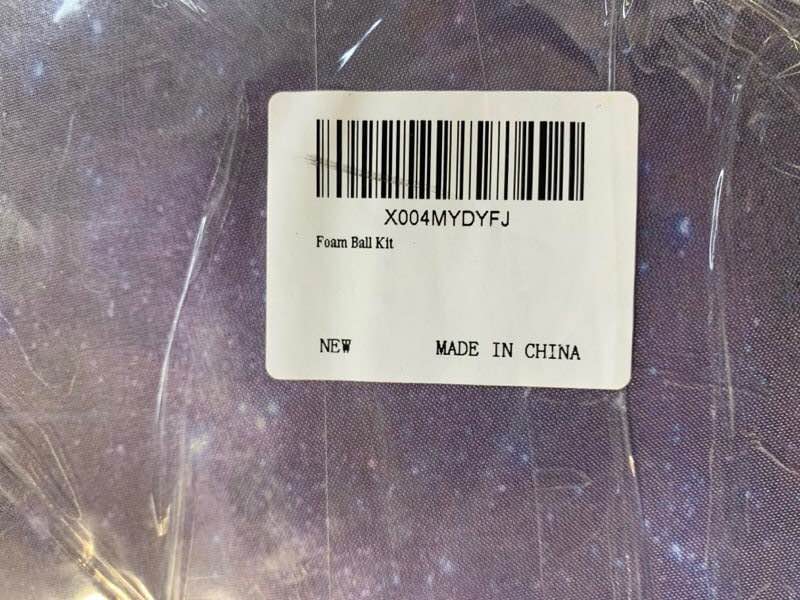 X004MYDYFJ
Foam Ball Kit
NEW
MADE IN CHINA